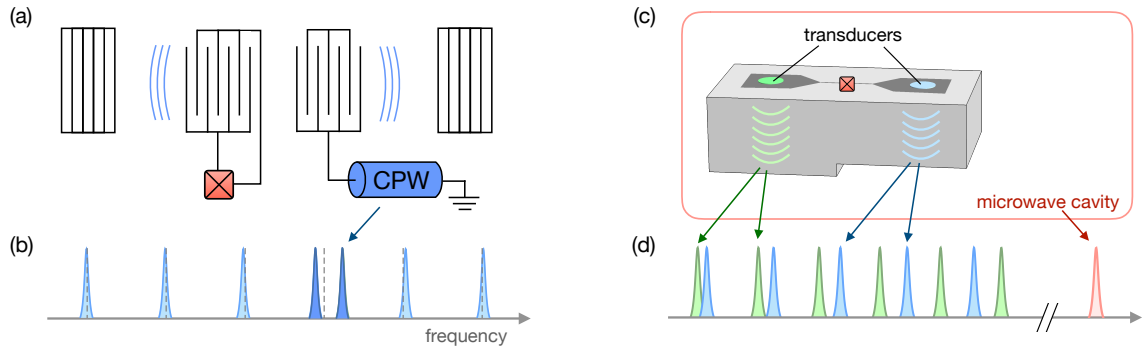 (a)
CPW
(b)
frequency
(c)
transducers
microwave cavity
(d)